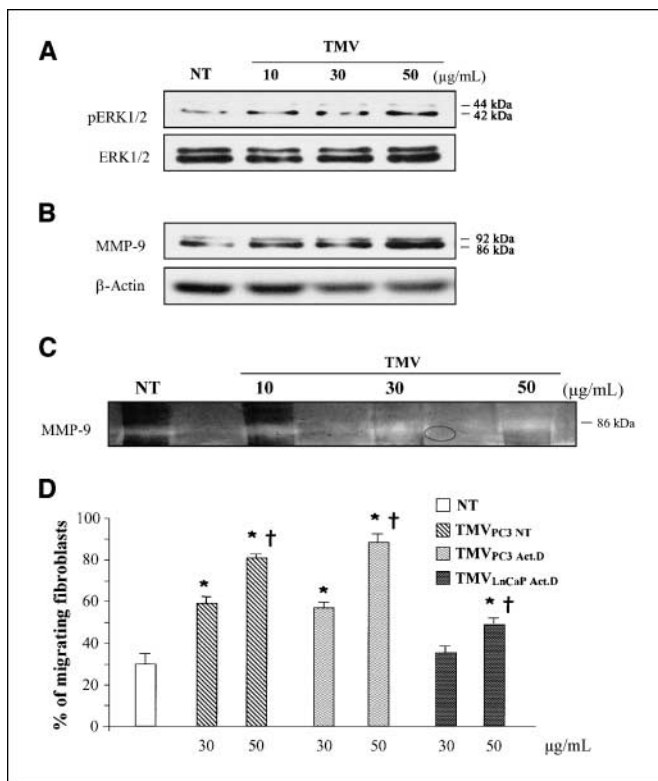 A
TMV
NT 10 30 50 (µg/mL)
pERK1/2
44 kDa
42 kDa
ERK1/2
B
MMP-9
92 kDa
86 kDa
β-Actin
C
TMV
NT 10 30 50 (µg/mL)
MMP-9
86 kDa
D
NT
TMVPC3 NT
TMVPC3 Act.D
TMVLnCaP Act.D
% of migrating fibroblasts
100
80
60
40
20
0
* * † * * † * †
30 50 30 50 30 50 µg/mL